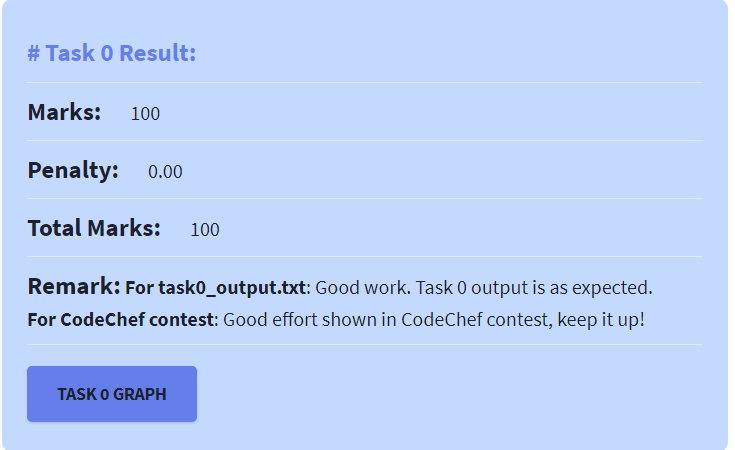 # Task 0 Result:
Marks: 100
Penalty: 0.00
Total Marks: 100
Remark: For task0_output.txt: Good work. Task 0 output is as expected.
For CodeChef contest: Good effort shown in CodeChef contest, keep it up!
TASK 0 GRAPH